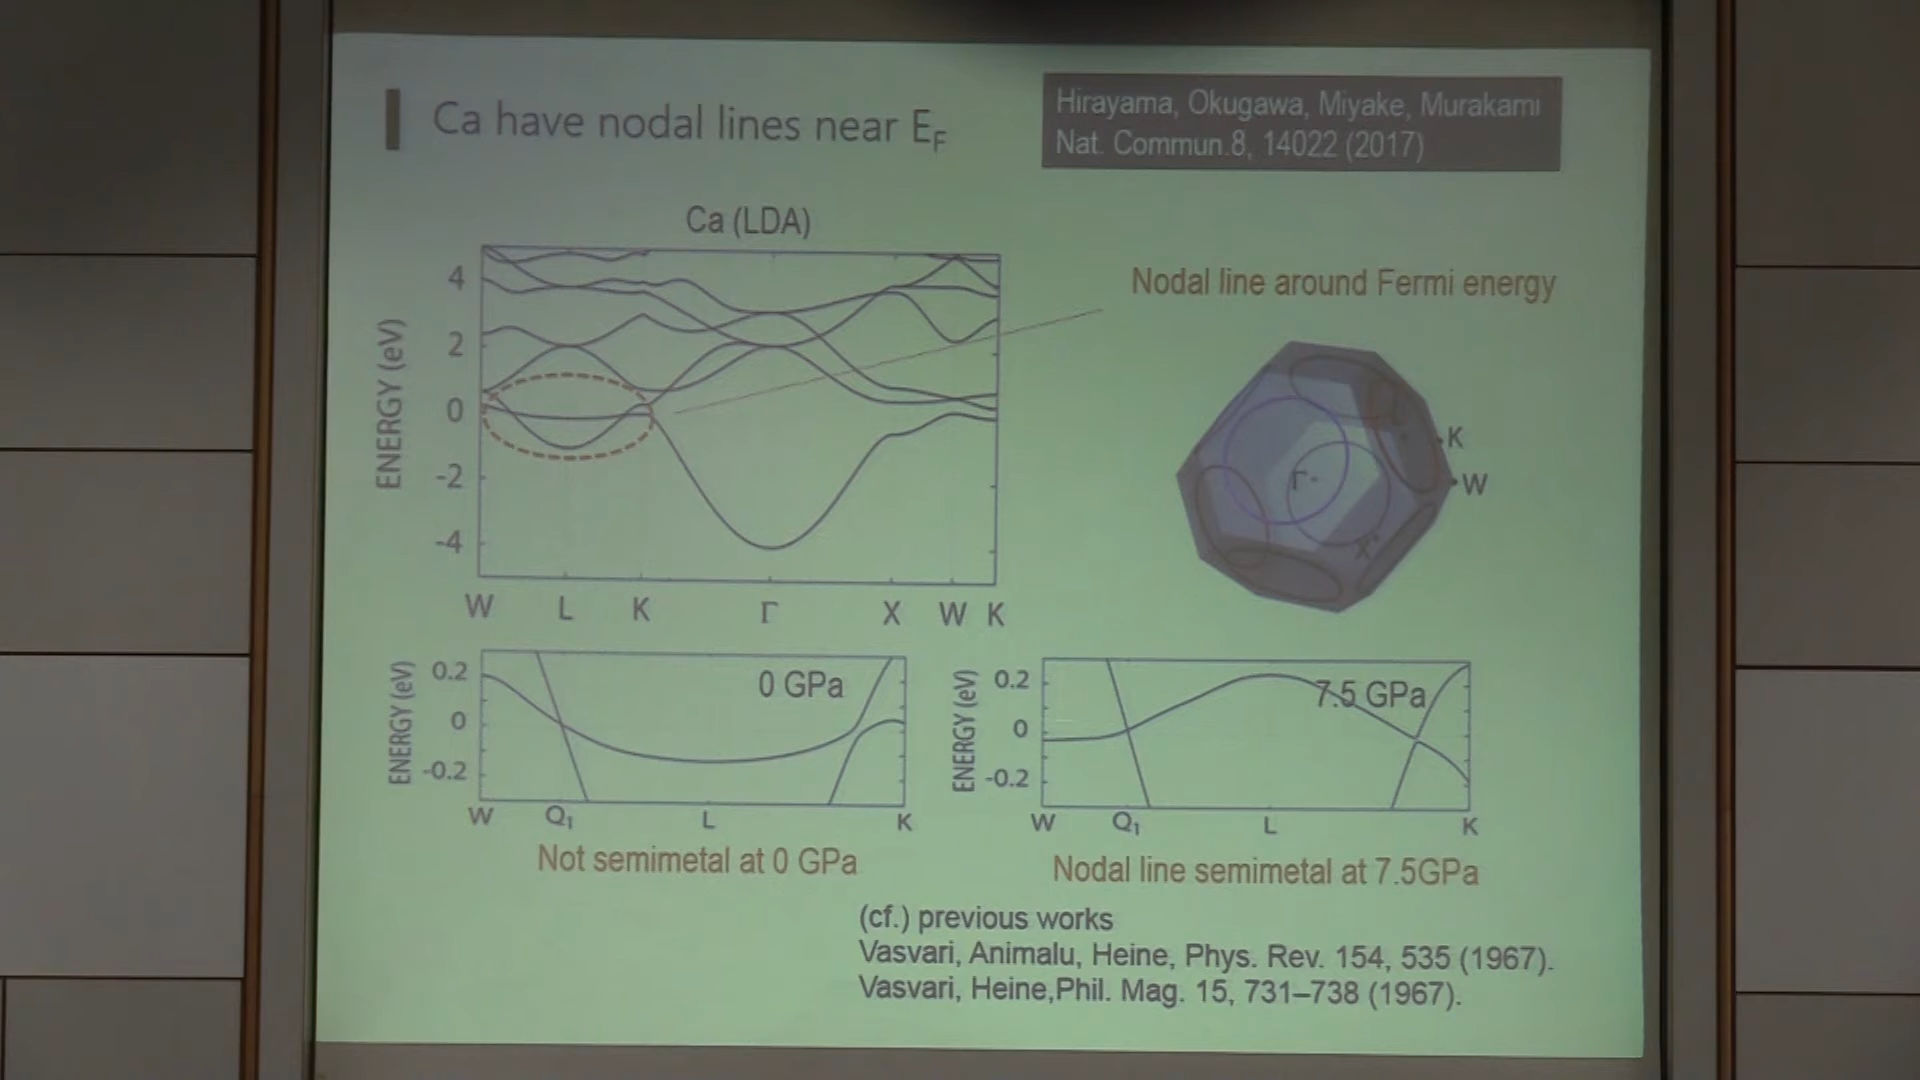 Ca have nodal lines near EF
Hirayama, Okugawa, Miyake, Murakami
Nat. Commun.8, 14022 (2017)
Ca (LDA)
ENERGY (eV)
4
2
0
-2
-4
W L K Γ X W K
Nodal line around Fermi energy
K
W
Γ
X
ENERGY (eV)
0.2
0
-0.2
0 GPa
W Q1 L K
Not semimetal at 0 GPa
ENERGY (eV)
0.2
0
-0.2
7.5 GPa
W Q1 L K
Nodal line semimetal at 7.5GPa
(cf.) previous works
Vasvari, Animalu, Heine, Phys. Rev. 154, 535 (1967).
Vasvari, Heine,Phil. Mag. 15, 731–738 (1967).